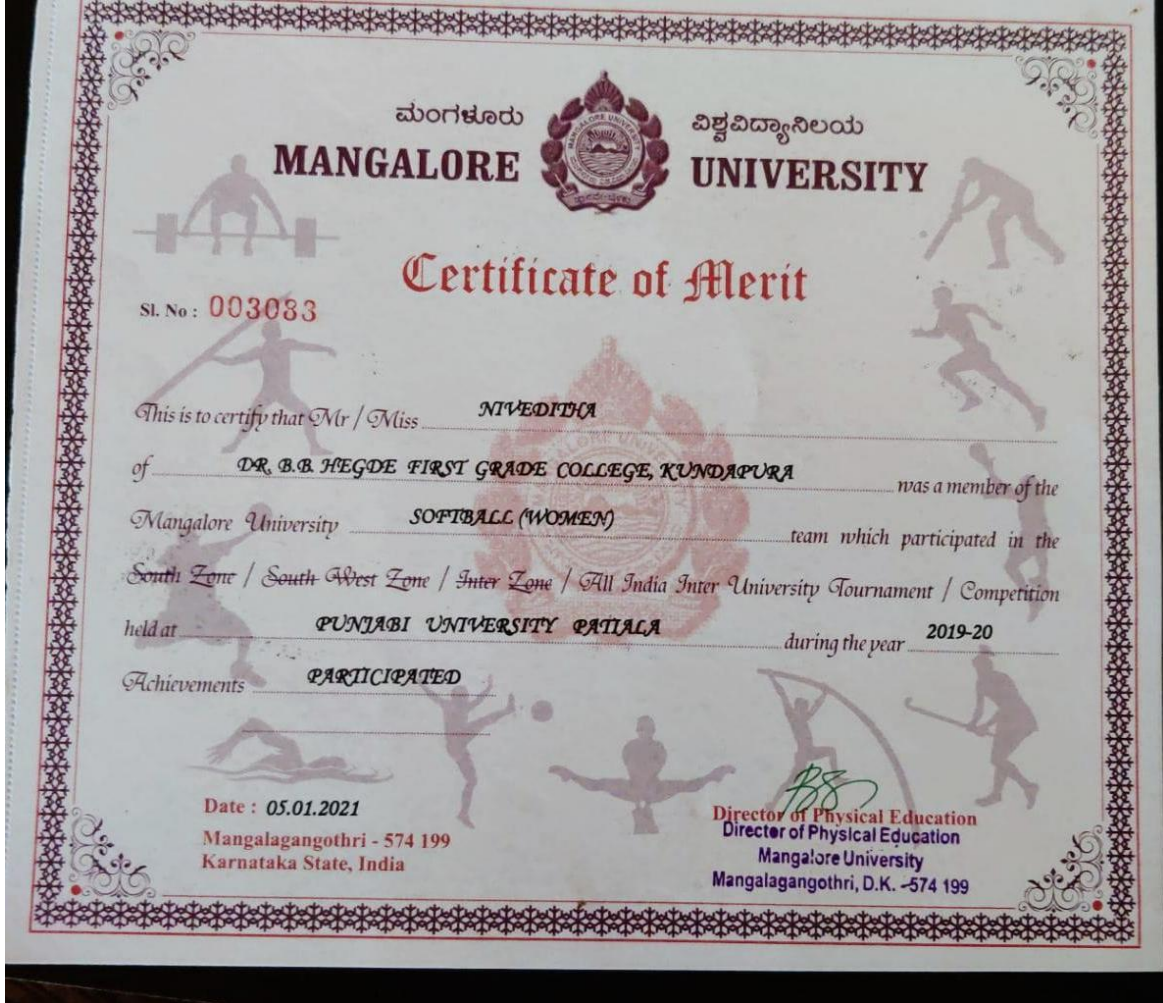 ಮಂಗಳೂರು ವಿಶ್ವವಿದ್ಯಾನಿಲಯ
MANGALORE UNIVERSITY
Certificate of Merit
Sl. No : 003083
This is to certify that Mr / Miss NIVEDITHA
of DR. B.B. HEGDE FIRST GRADE COLLEGE, KUNDAPURA was a member of the
Mangalore University SOFTBALL (WOMEN) team which participated in the
South Zone / South West Zone / Inter Zone / All India Inter University Tournament / Competition
held at PUNJABI UNIVERSITY PATIALA during the year 2019-20
Achievements PARTICIPATED
Date : 05.01.2021
Mangalagangothri - 574 199
Karnataka State, India
Director of Physical Education
Director of Physical Education
Mangalore University
Mangalagangothri, D.K. -574 199